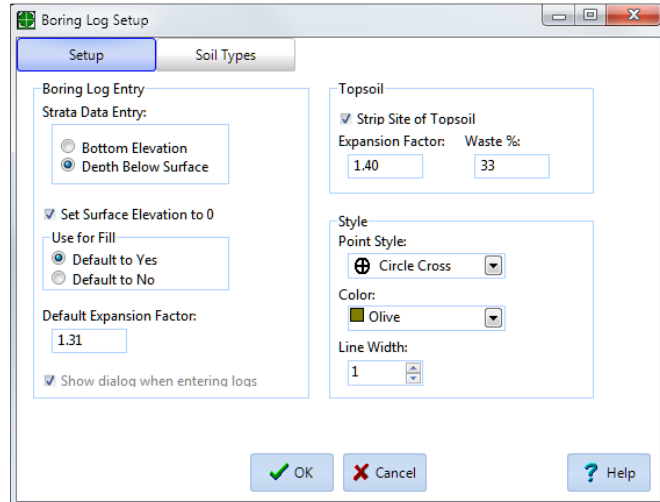 Boring Log Setup
Setup
Soil Types
Boring Log Entry
Strata Data Entry:
Bottom Elevation
Depth Below Surface
Set Surface Elevation to 0
Use for Fill
Default to Yes
Default to No
Default Expansion Factor:
1.31
Show dialog when entering logs
Topsoil
Strip Site of Topsoil
Expansion Factor: Waste %:
1.40 33
Style
Point Style:
Circle Cross
Color:
Olive
Line Width:
1
OK
Cancel
Help